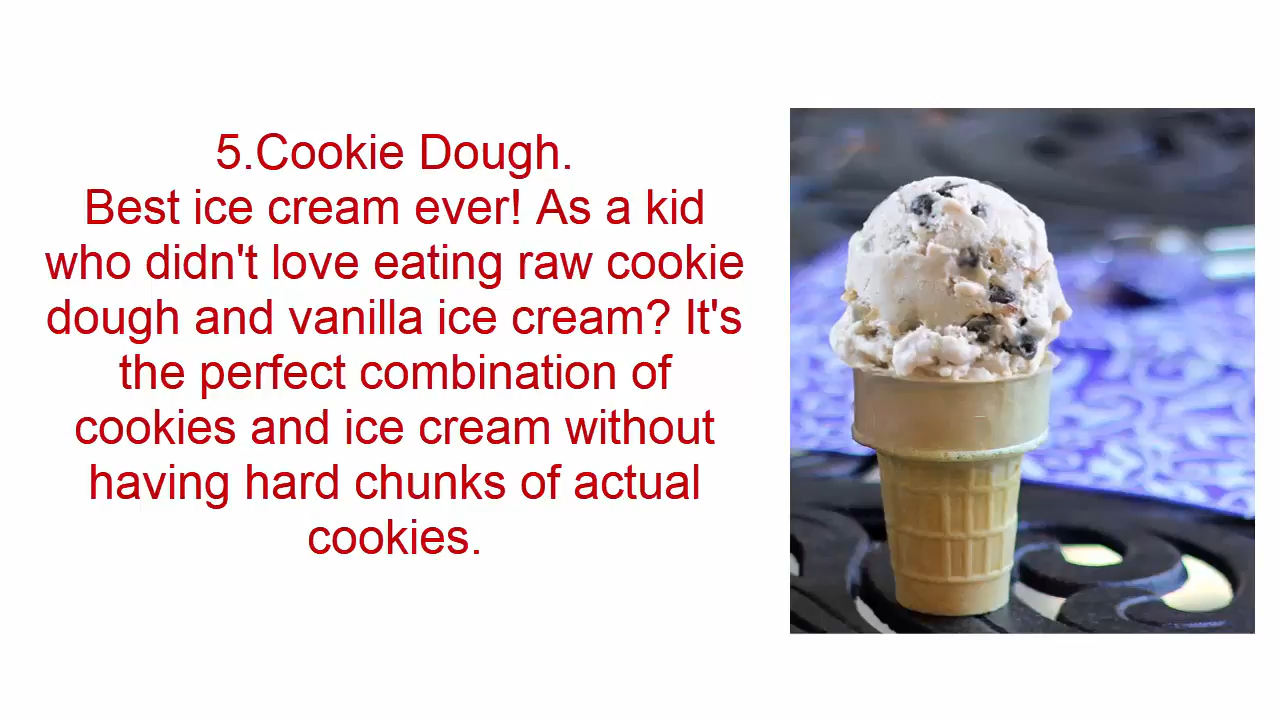 5.Cookie Dough.
Best ice cream ever! As a kid
who didn't love eating raw cookie
dough and vanilla ice cream? It's
the perfect combination of
cookies and ice cream without
having hard chunks of actual
cookies.